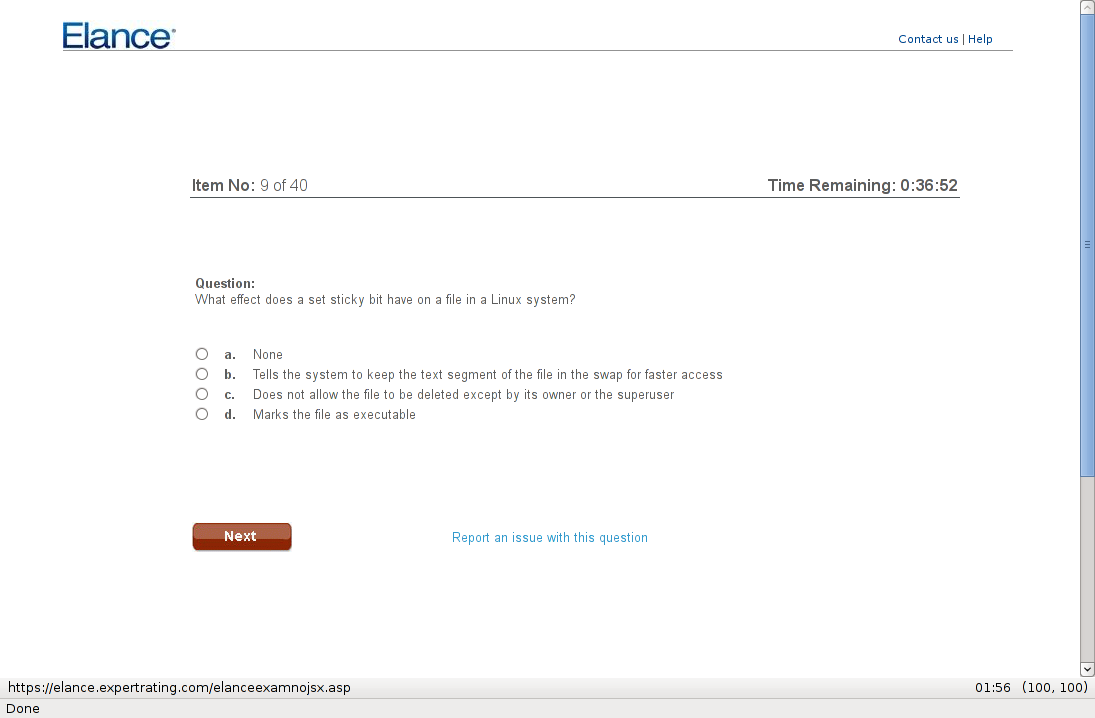 Elance®
Contact us | Help
Item No: 9 of 40
Time Remaining: 0:36:52
Question:
What effect does a set sticky bit have on a file in a Linux system?
a. None
b. Tells the system to keep the text segment of the file in the swap for faster access
c. Does not allow the file to be deleted except by its owner or the superuser
d. Marks the file as executable
Next
Report an issue with this question
https://elance.expertrating.com/elanceexamnojsx.asp
01:56 (100, 100)
Done